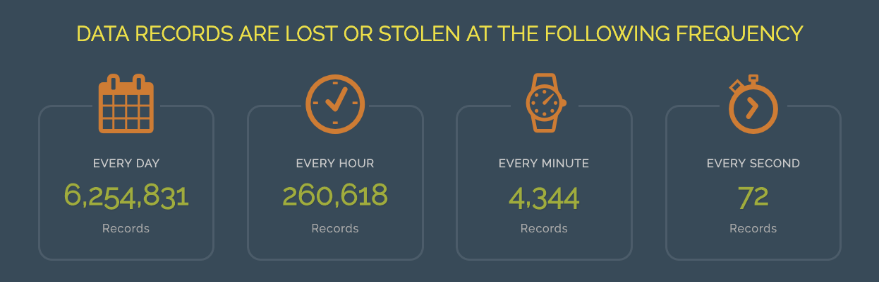 DATA RECORDS ARE LOST OR STOLEN AT THE FOLLOWING FREQUENCY
EVERY DAY
6,254,831
Records
EVERY HOUR
260,618
Records
EVERY MINUTE
4,344
Records
EVERY SECOND
72
Records